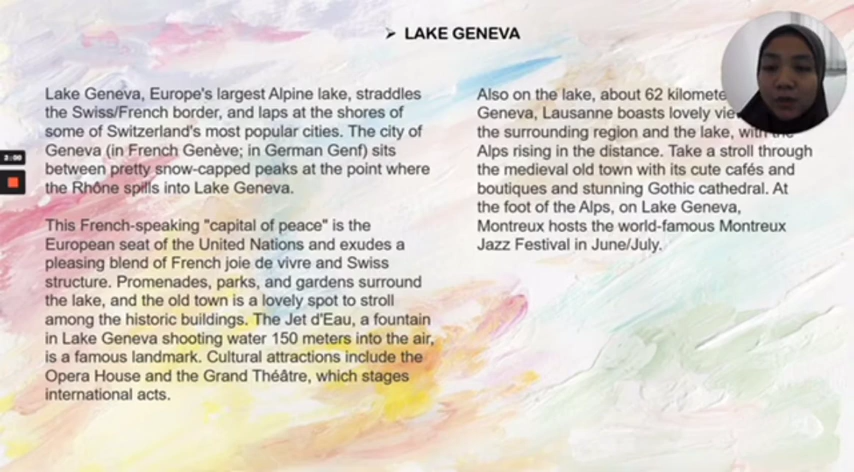 ➢ LAKE GENEVA
Lake Geneva, Europe's largest Alpine lake, straddles
the Swiss/French border, and laps at the shores of
some of Switzerland's most popular cities. The city of
Geneva (in French Genève; in German Genf) sits
between pretty snow-capped peaks at the point where
the Rhône spills into Lake Geneva.
This French-speaking "capital of peace" is the
European seat of the United Nations and exudes a
pleasing blend of French joie de vivre and Swiss
structure. Promenades, parks, and gardens surround
the lake, and the old town is a lovely spot to stroll
among the historic buildings. The Jet d'Eau, a fountain
in Lake Geneva shooting water 150 meters into the air,
is a famous landmark. Cultural attractions include the
Opera House and the Grand Théâtre, which stages
international acts.
Also on the lake, about 62
Geneva, Lausanne boasts lovely
the surrounding region and the lake, with the
Alps rising in the distance. Take a stroll through
the medieval old town with its cute cafés and
boutiques and stunning Gothic cathedral. At
the foot of the Alps, on Lake Geneva,
Montreux hosts the world-famous Montreux
Jazz Festival in June/July.